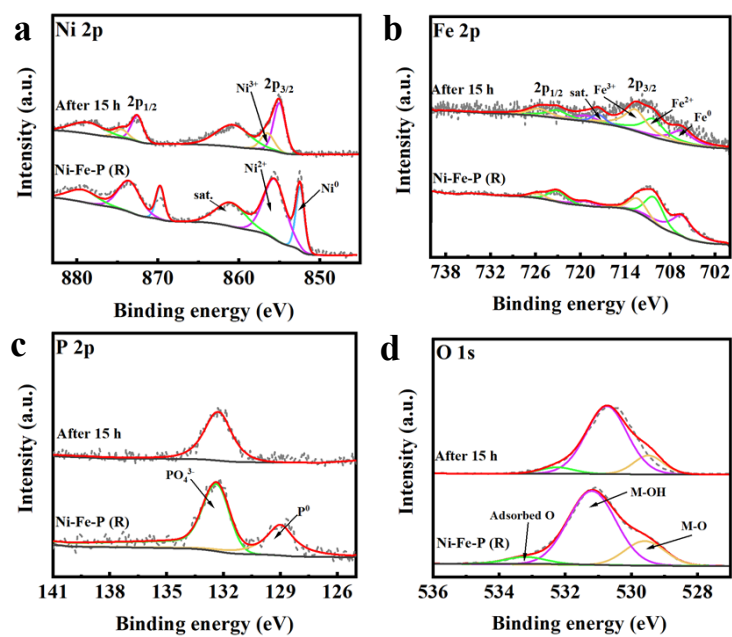 a
Ni 2p
2p3/2
Ni3+
After 15 h
2p1/2
Ni2+
Ni0
Ni-Fe-P (R)
sat.
880 870 860 850
Binding energy (eV)
Intensity (a.u.)
b
Fe 2p
After 15 h
2p1/2
sat.
Fe3+
2p3/2
Fe2+
Fe0
Ni-Fe-P (R)
738 732 726 720 714 708 702
Binding energy (eV)
Intensity (a.u.)
c
P 2p
After 15 h
PO43-
P0
Ni-Fe-P (R)
141 138 135 132 129 126
Binding energy (eV)
Intensity (a.u.)
d
O 1s
After 15 h
M-OH
Adsorbed O
M-O
Ni-Fe-P (R)
536 534 532 530 528
Binding energy (eV)
Intensity (a.u.)